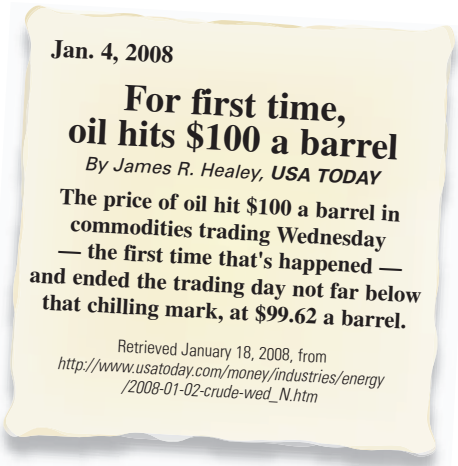 Jan. 4, 2008
For first time,
oil hits $100 a barrel
By James R. Healey, USA TODAY
The price of oil hit $100 a barrel in
commodities trading Wednesday
— the first time that's happened —
and ended the trading day not far below
that chilling mark, at $99.62 a barrel.
Retrieved January 18, 2008, from
http://www.usatoday.com/money/industries/energy
/2008-01-02-crude-wed_N.htm